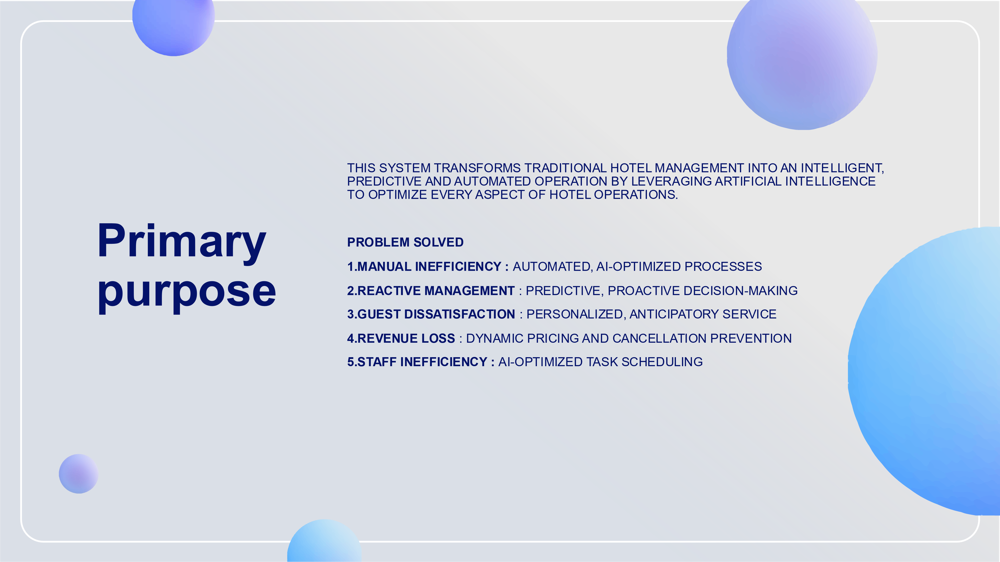 Primary
purpose
THIS SYSTEM TRANSFORMS TRADITIONAL HOTEL MANAGEMENT INTO AN INTELLIGENT,
PREDICTIVE AND AUTOMATED OPERATION BY LEVERAGING ARTIFICIAL INTELLIGENCE
TO OPTIMIZE EVERY ASPECT OF HOTEL OPERATIONS.
PROBLEM SOLVED
1.MANUAL INEFFICIENCY : AUTOMATED, AI-OPTIMIZED PROCESSES
2.REACTIVE MANAGEMENT : PREDICTIVE, PROACTIVE DECISION-MAKING
3.GUEST DISSATISFACTION : PERSONALIZED, ANTICIPATORY SERVICE
4.REVENUE LOSS : DYNAMIC PRICING AND CANCELLATION PREVENTION
5.STAFF INEFFICIENCY : AI-OPTIMIZED TASK SCHEDULING